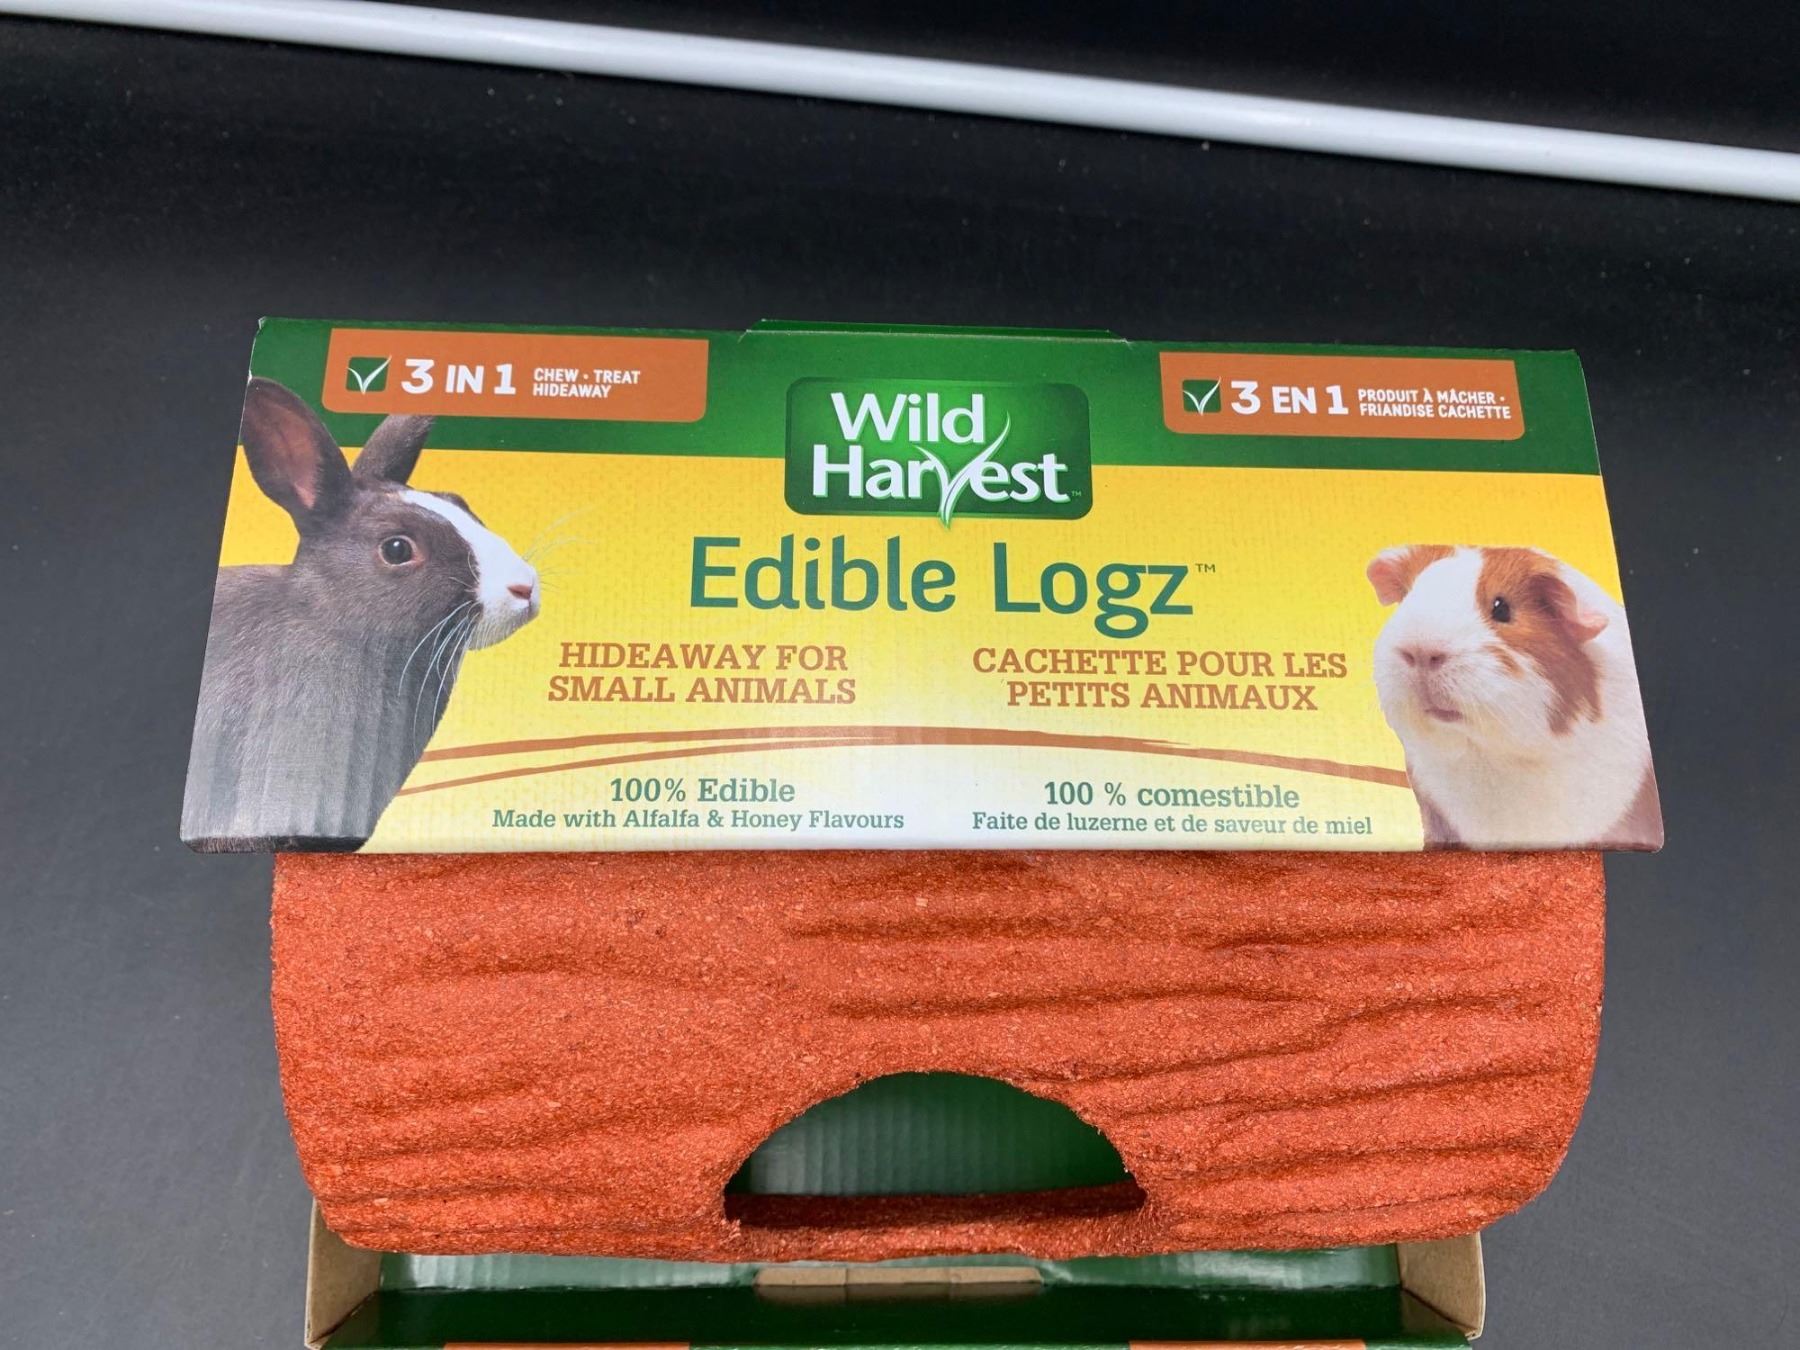 3 IN 1 CHEW • TREAT
HIDEAWAY
Wild
Harvest™
3 EN 1 PRODUIT À MÂCHER •
FRIANDISE CACHETTE
Edible Logz™
HIDEAWAY FOR
SMALL ANIMALS
CACHETTE POUR LES
PETITS ANIMAUX
100% Edible
Made with Alfalfa & Honey Flavours
100 % comestible
Faite de luzerne et de saveur de miel